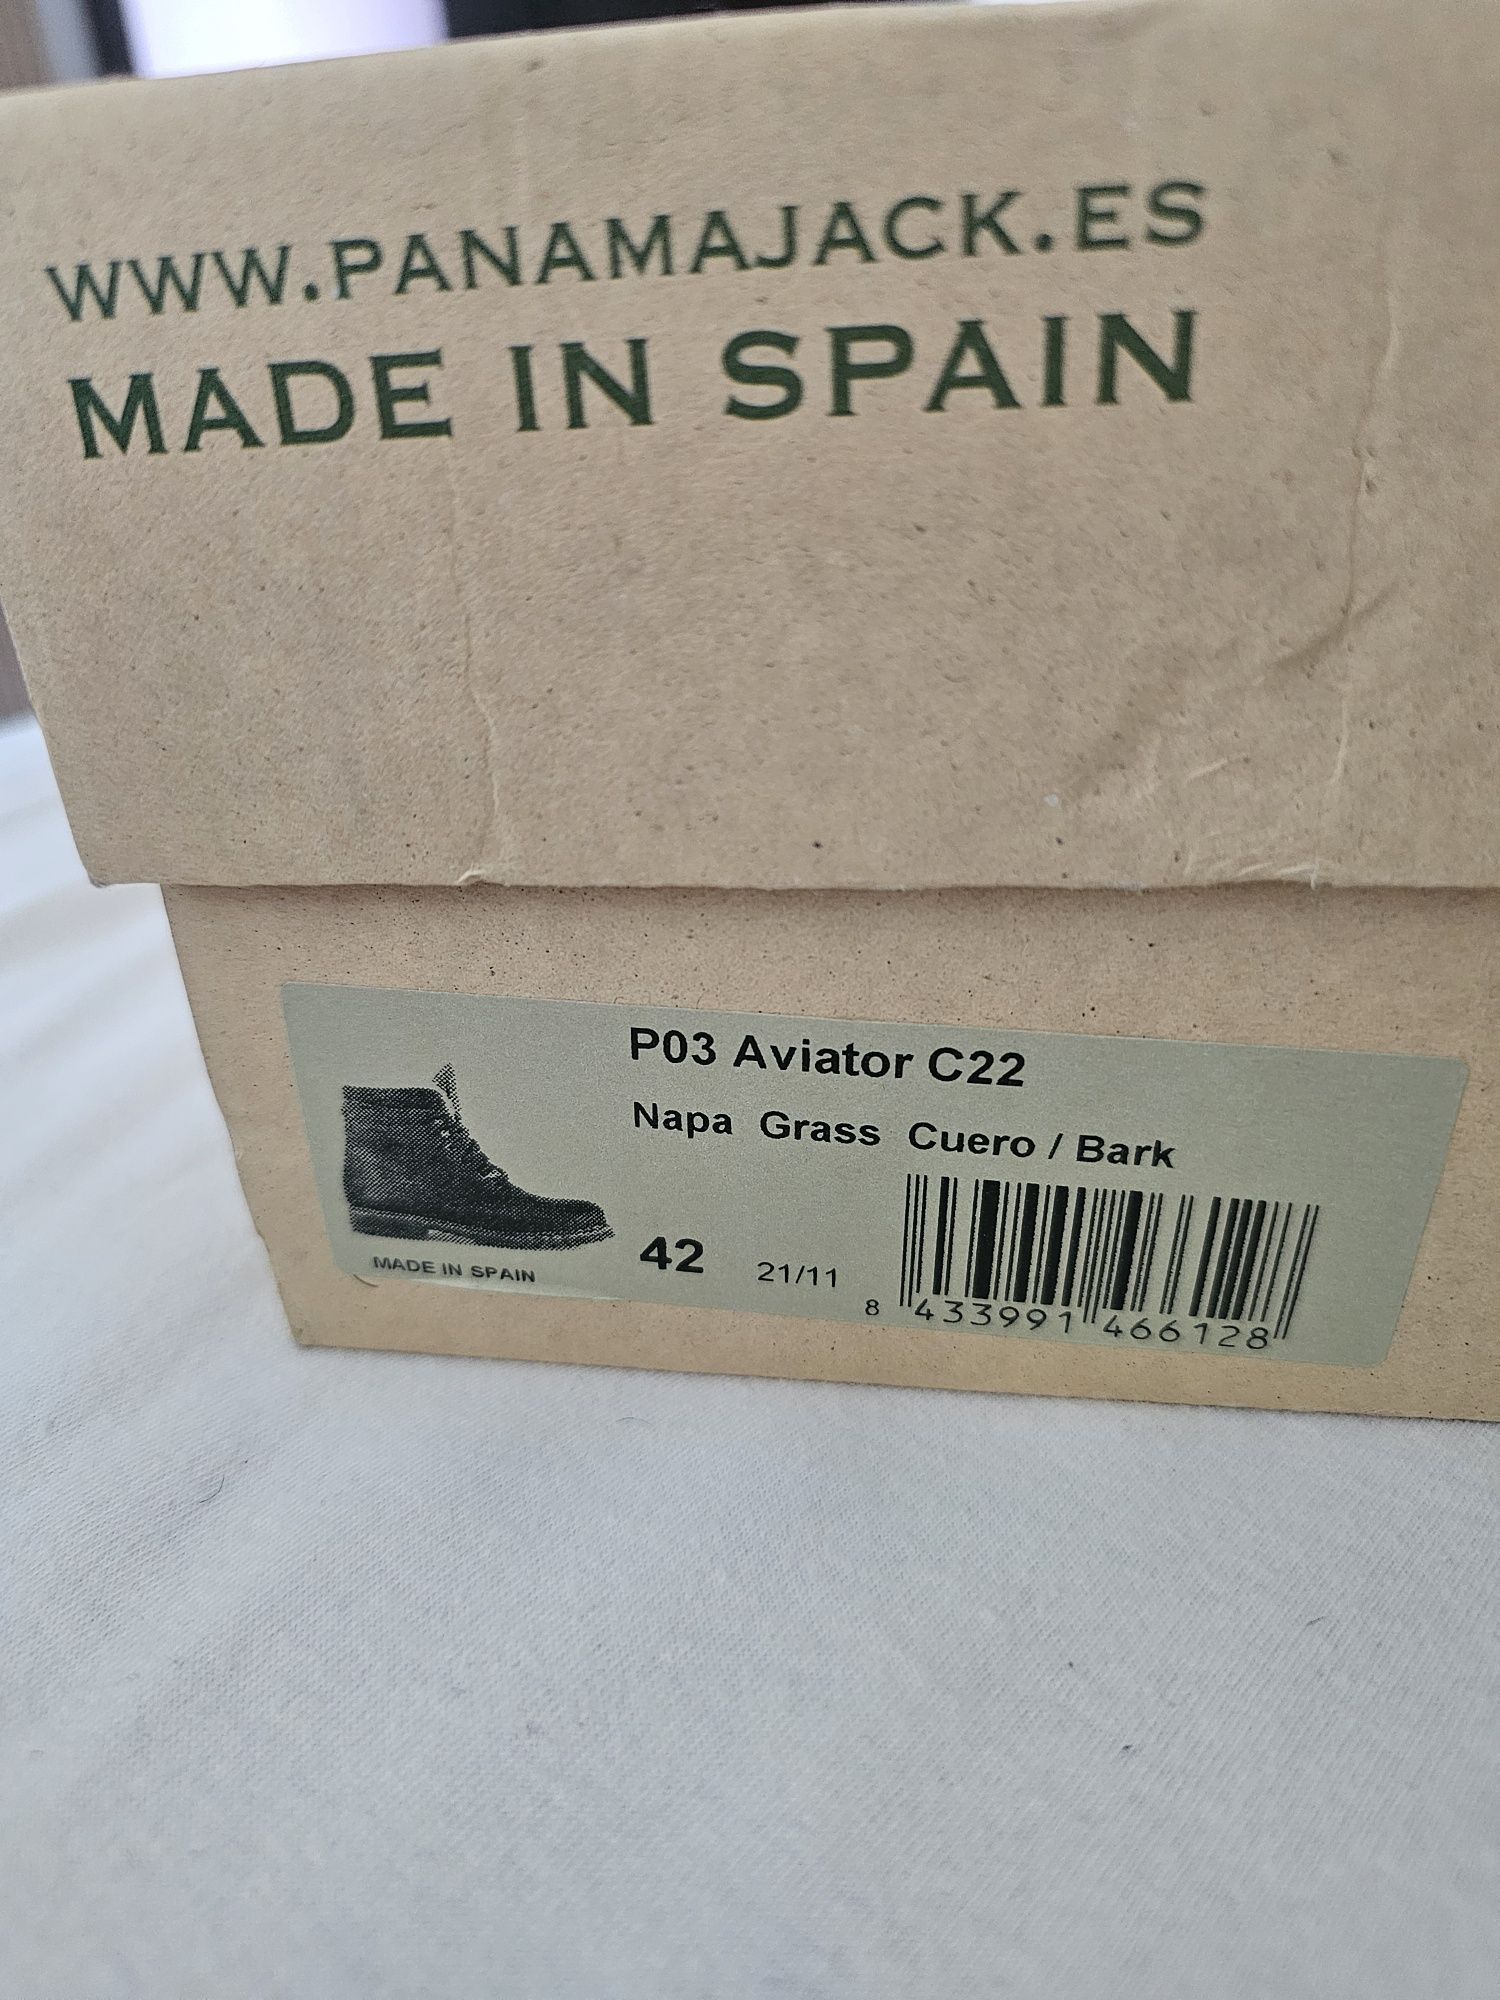 WWW.PANAMAJACK.ES
MADE IN SPAIN
P03 Aviator C22
Napa Grass Cuero / Bark
42 21/11
MADE IN SPAIN
8 433991 466128